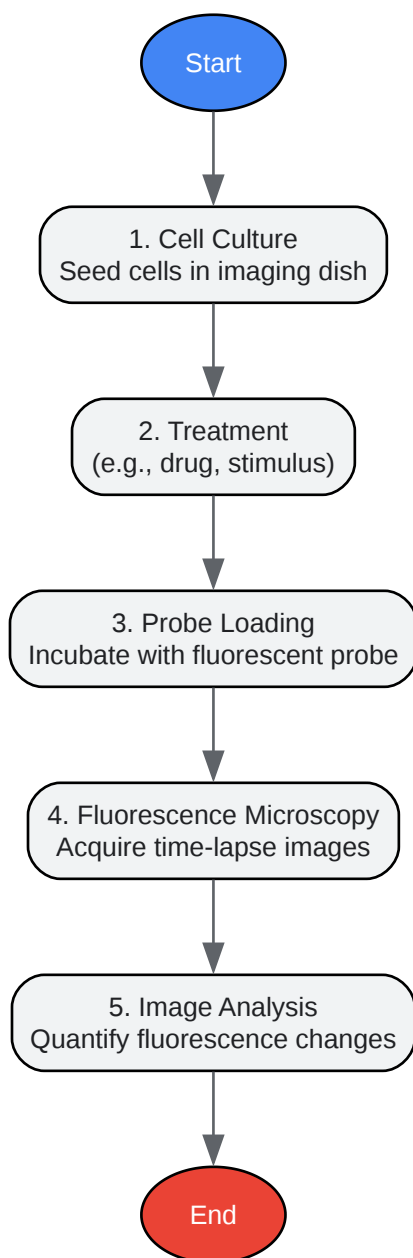 Start
1. Cell Culture
Seed cells in imaging dish
2. Treatment
(e.g., drug, stimulus)
3. Probe Loading
Incubate with fluorescent probe
4. Fluorescence Microscopy
Acquire time-lapse images
5. Image Analysis
Quantify fluorescence changes
End